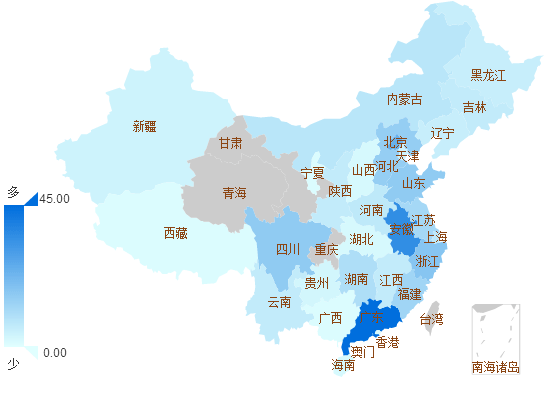 黑龙江
内蒙古
吉林
新疆
辽宁
北京
甘肃
天津
河北
山西
宁夏
山东
陕西
青海
多
45.00
河南
江苏
安徽
西藏
上海
湖北
四川
重庆
浙江
湖南
江西
贵州
福建
云南
广西
台湾
香港
澳门
0.00
少
海南
南海诸岛